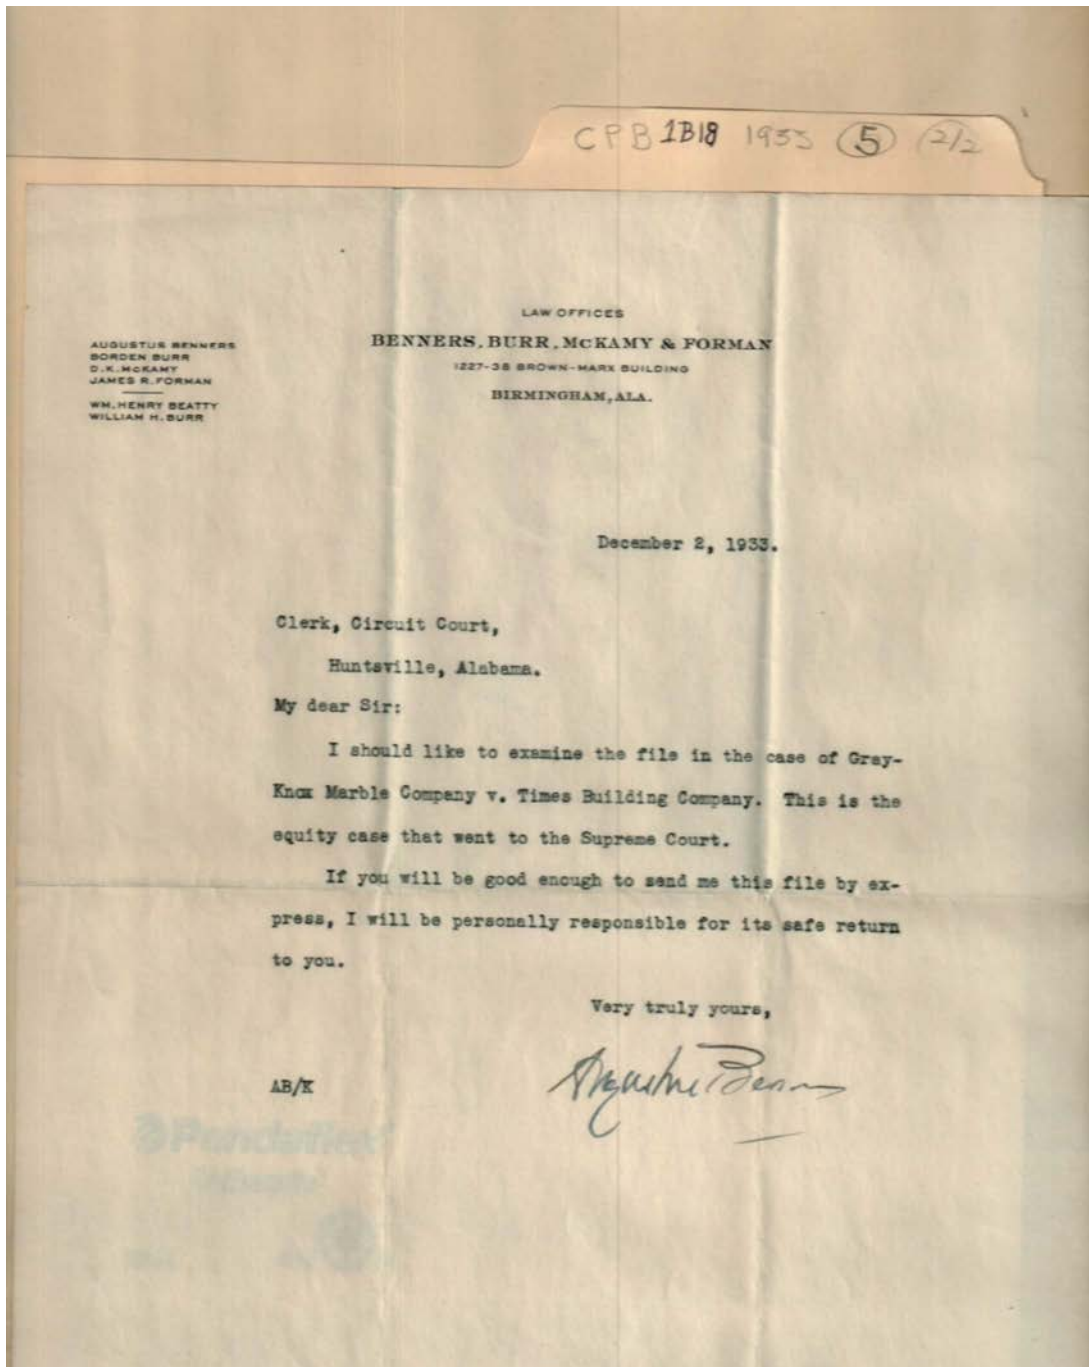 CPB 1B18 1933 5 2/2
LAW OFFICES
BENNERS, BURR, McKAMY & FORMAN
1227-38 BROWN-MARX BUILDING
BIRMINGHAM, ALA.
AUGUSTUS BENNERS
BORDEN BURR
D. K. McKAMY
JAMES R. FORMAN
WM. HENRY BEATTY
WILLIAM H. BURR
December 2, 1933.
Clerk, Circuit Court,
Huntsville, Alabama.
My dear Sir:
I should like to examine the file in the case of Gray-
Knox Marble Company v. Times Building Company. This is the
equity case that went to the Supreme Court.
If you will be good enough to send me this file by ex-
press, I will be personally responsible for its safe return
to you.
Very truly yours,
Augustus Benners
AB/K
Pendaflex